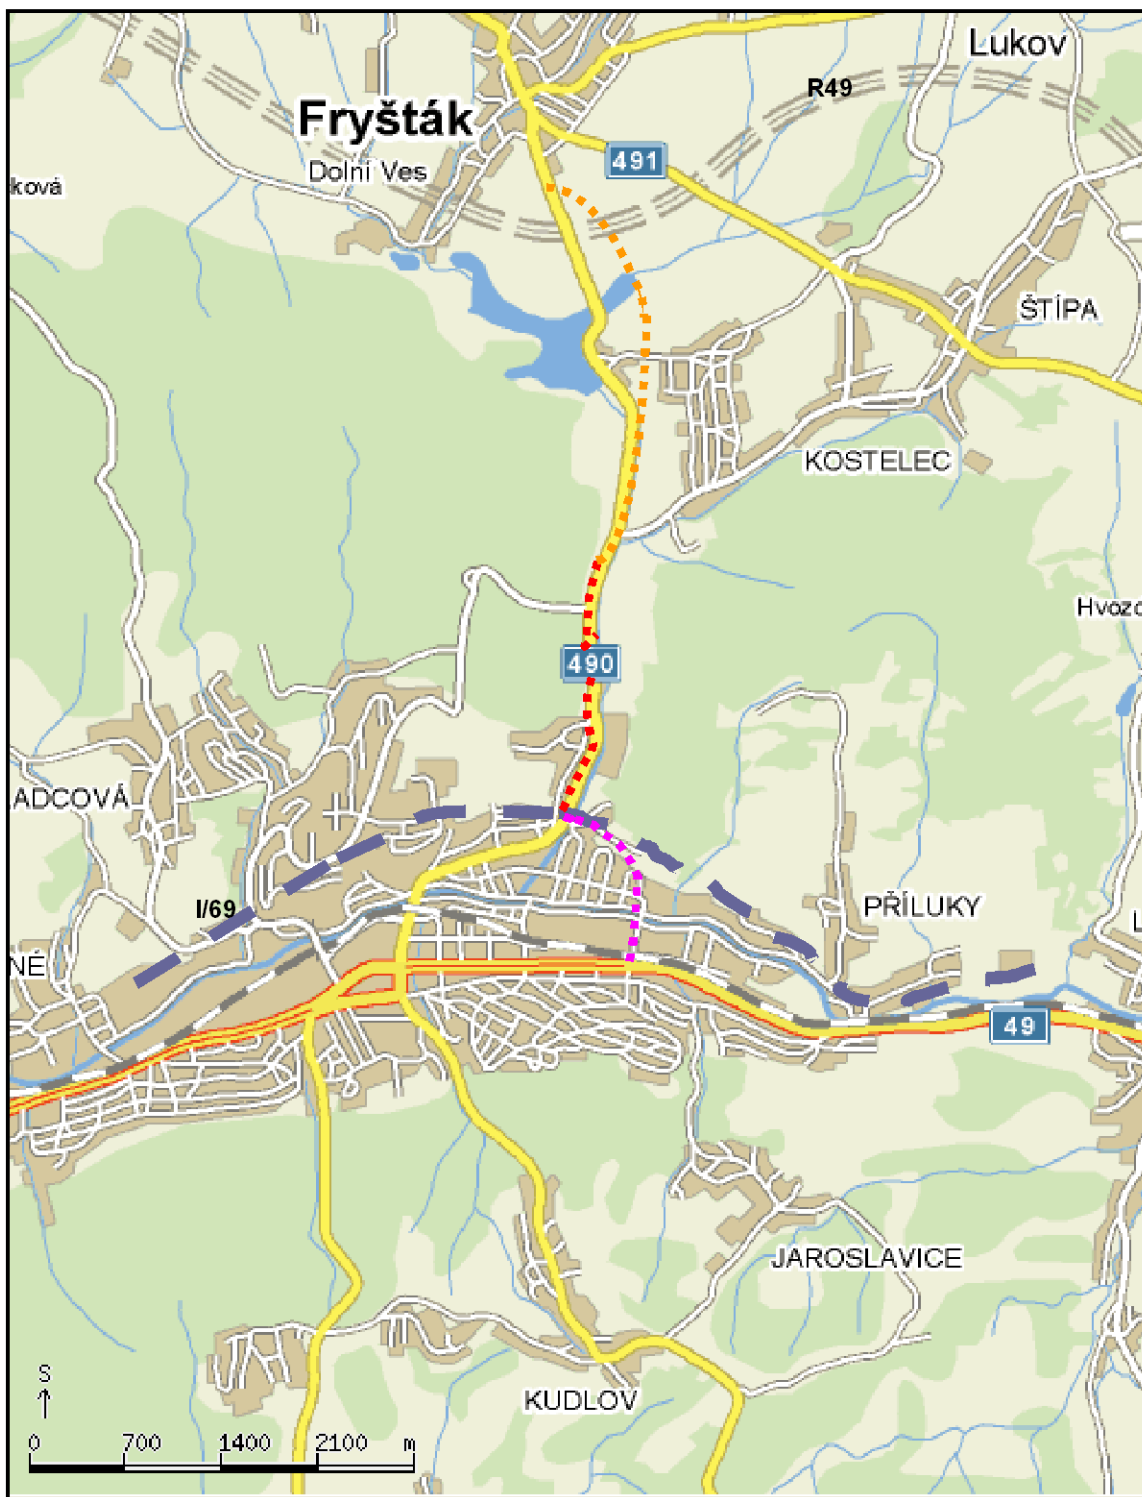 Lukov
R49
Fryšták
491
Dolní Ves
ková
ŠTÍPA
KOSTELEC
Hvozd
490
ADCOVÁ
I/69
PŘÍLUKY
L
NÉ
49
JAROSLAVICE
KUDLOV
S
0 700 1400 2100 m